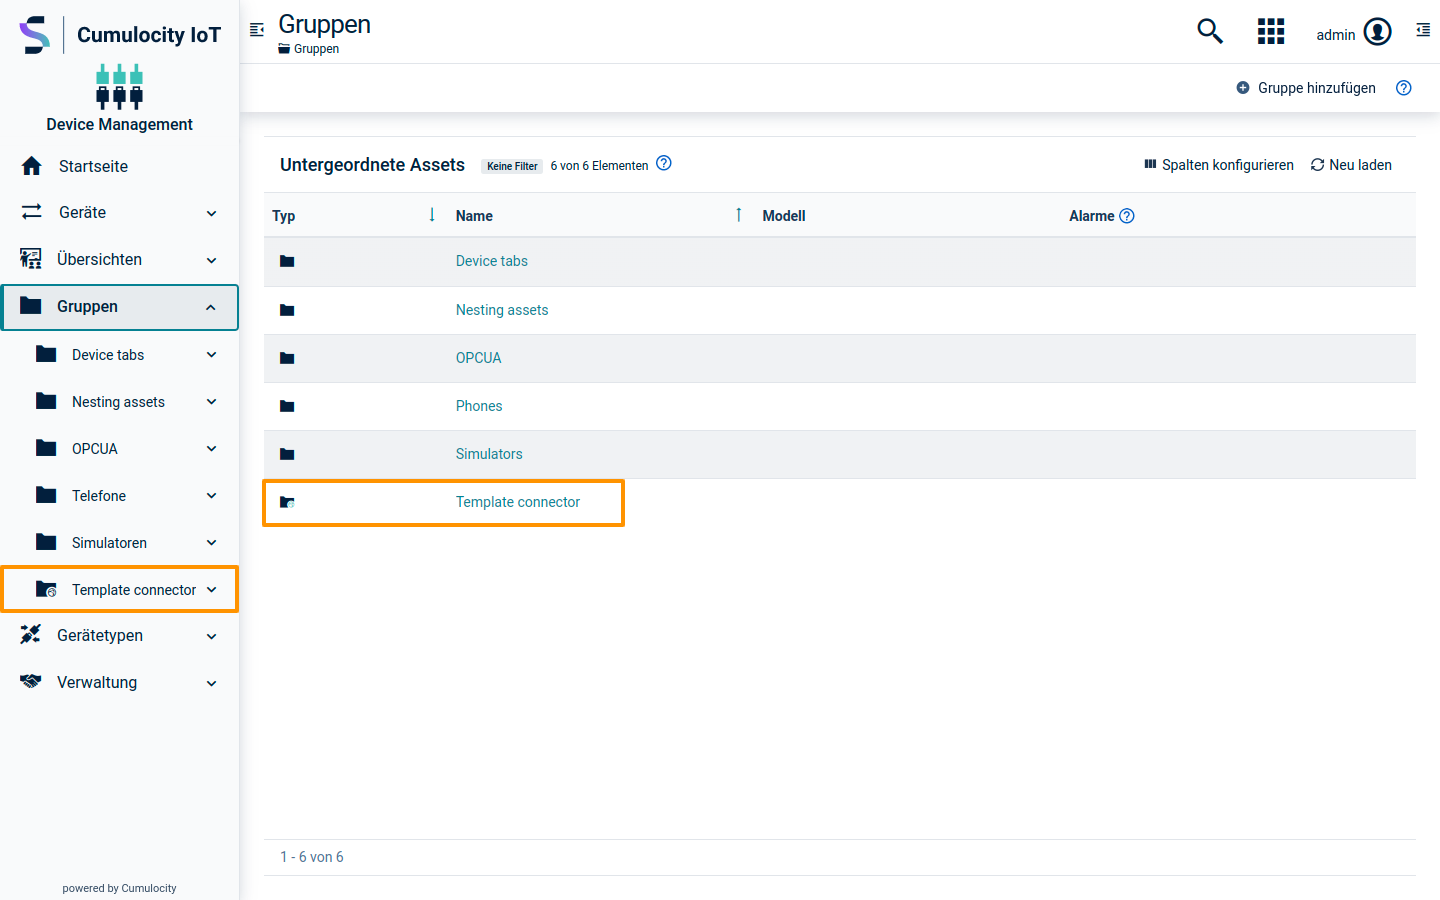 Cumulocity IoT
Device Management
Startseite
Geräte
Übersichten
Gruppen
Device tabs
Nesting assets
OPCUA
Telefone
Simulatoren
Template connector
Gerätetypen
Verwaltung
powered by Cumulocity
Gruppen
Gruppen
admin
Gruppe hinzufügen
Untergeordnete Assets Keine Filter 6 von 6 Elementen
Spalten konfigurieren Neu laden
Typ Name Modell Alarme
Device tabs
Nesting assets
OPCUA
Phones
Simulators
Template connector
1 - 6 von 6